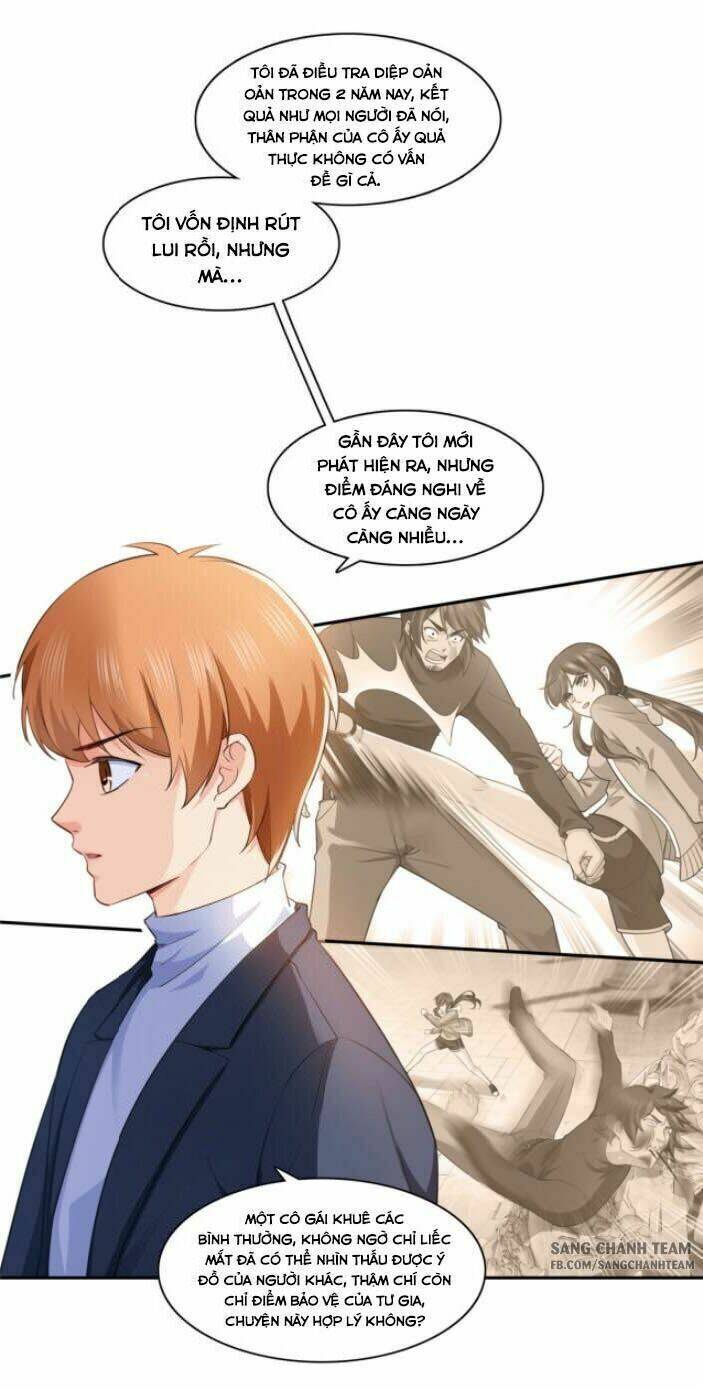 TÔI ĐÃ ĐIỀU TRA DIỆP OẢN
OẢN TRONG 2 NĂM NAY, KẾT
QUẢ NHƯ MỌI NGƯỜI ĐÃ NÓI,
THÂN PHẬN CỦA CÔ ẤY QUẢ
THỰC KHÔNG CÓ VẤN
ĐỀ GÌ CẢ.
TÔI VỐN ĐỊNH RÚT
LUI RỒI, NHƯNG
MÀ...
GẦN ĐÂY TÔI MỚI
PHÁT HIỆN RA, NHƯNG
ĐIỂM ĐÁNG NGHI VỀ
CÔ ẤY CÀNG NGÀY
CÀNG NHIỀU...
MỘT CÔ GÁI KHUÊ CÁC
BÌNH THƯỜNG, KHÔNG NGỜ CHỈ LIẾC
MẮT ĐÃ CÓ THỂ NHÌN THẤU ĐƯỢC Ý
ĐỒ CỦA NGƯỜI KHÁC, THẬM CHÍ CÒN
CHỈ ĐIỂM BẢO VỆ CỦA TƯ GIA,
CHUYỆN NÀY HỢP LÝ KHÔNG?
SANG CHẢNH TEAM
FB.COM/SANGCHANHTEAM